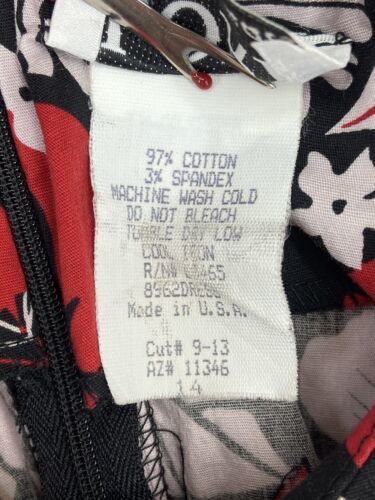 97% COTTON
3% SPANDEX
MACHINE WASH COLD
DO NOT BLEACH
TUMBLE DRY LOW
COOL IRON
R/N#
8962DRESS
Made in U.S.A.
Cut# 9-13
AZ# 11346
14